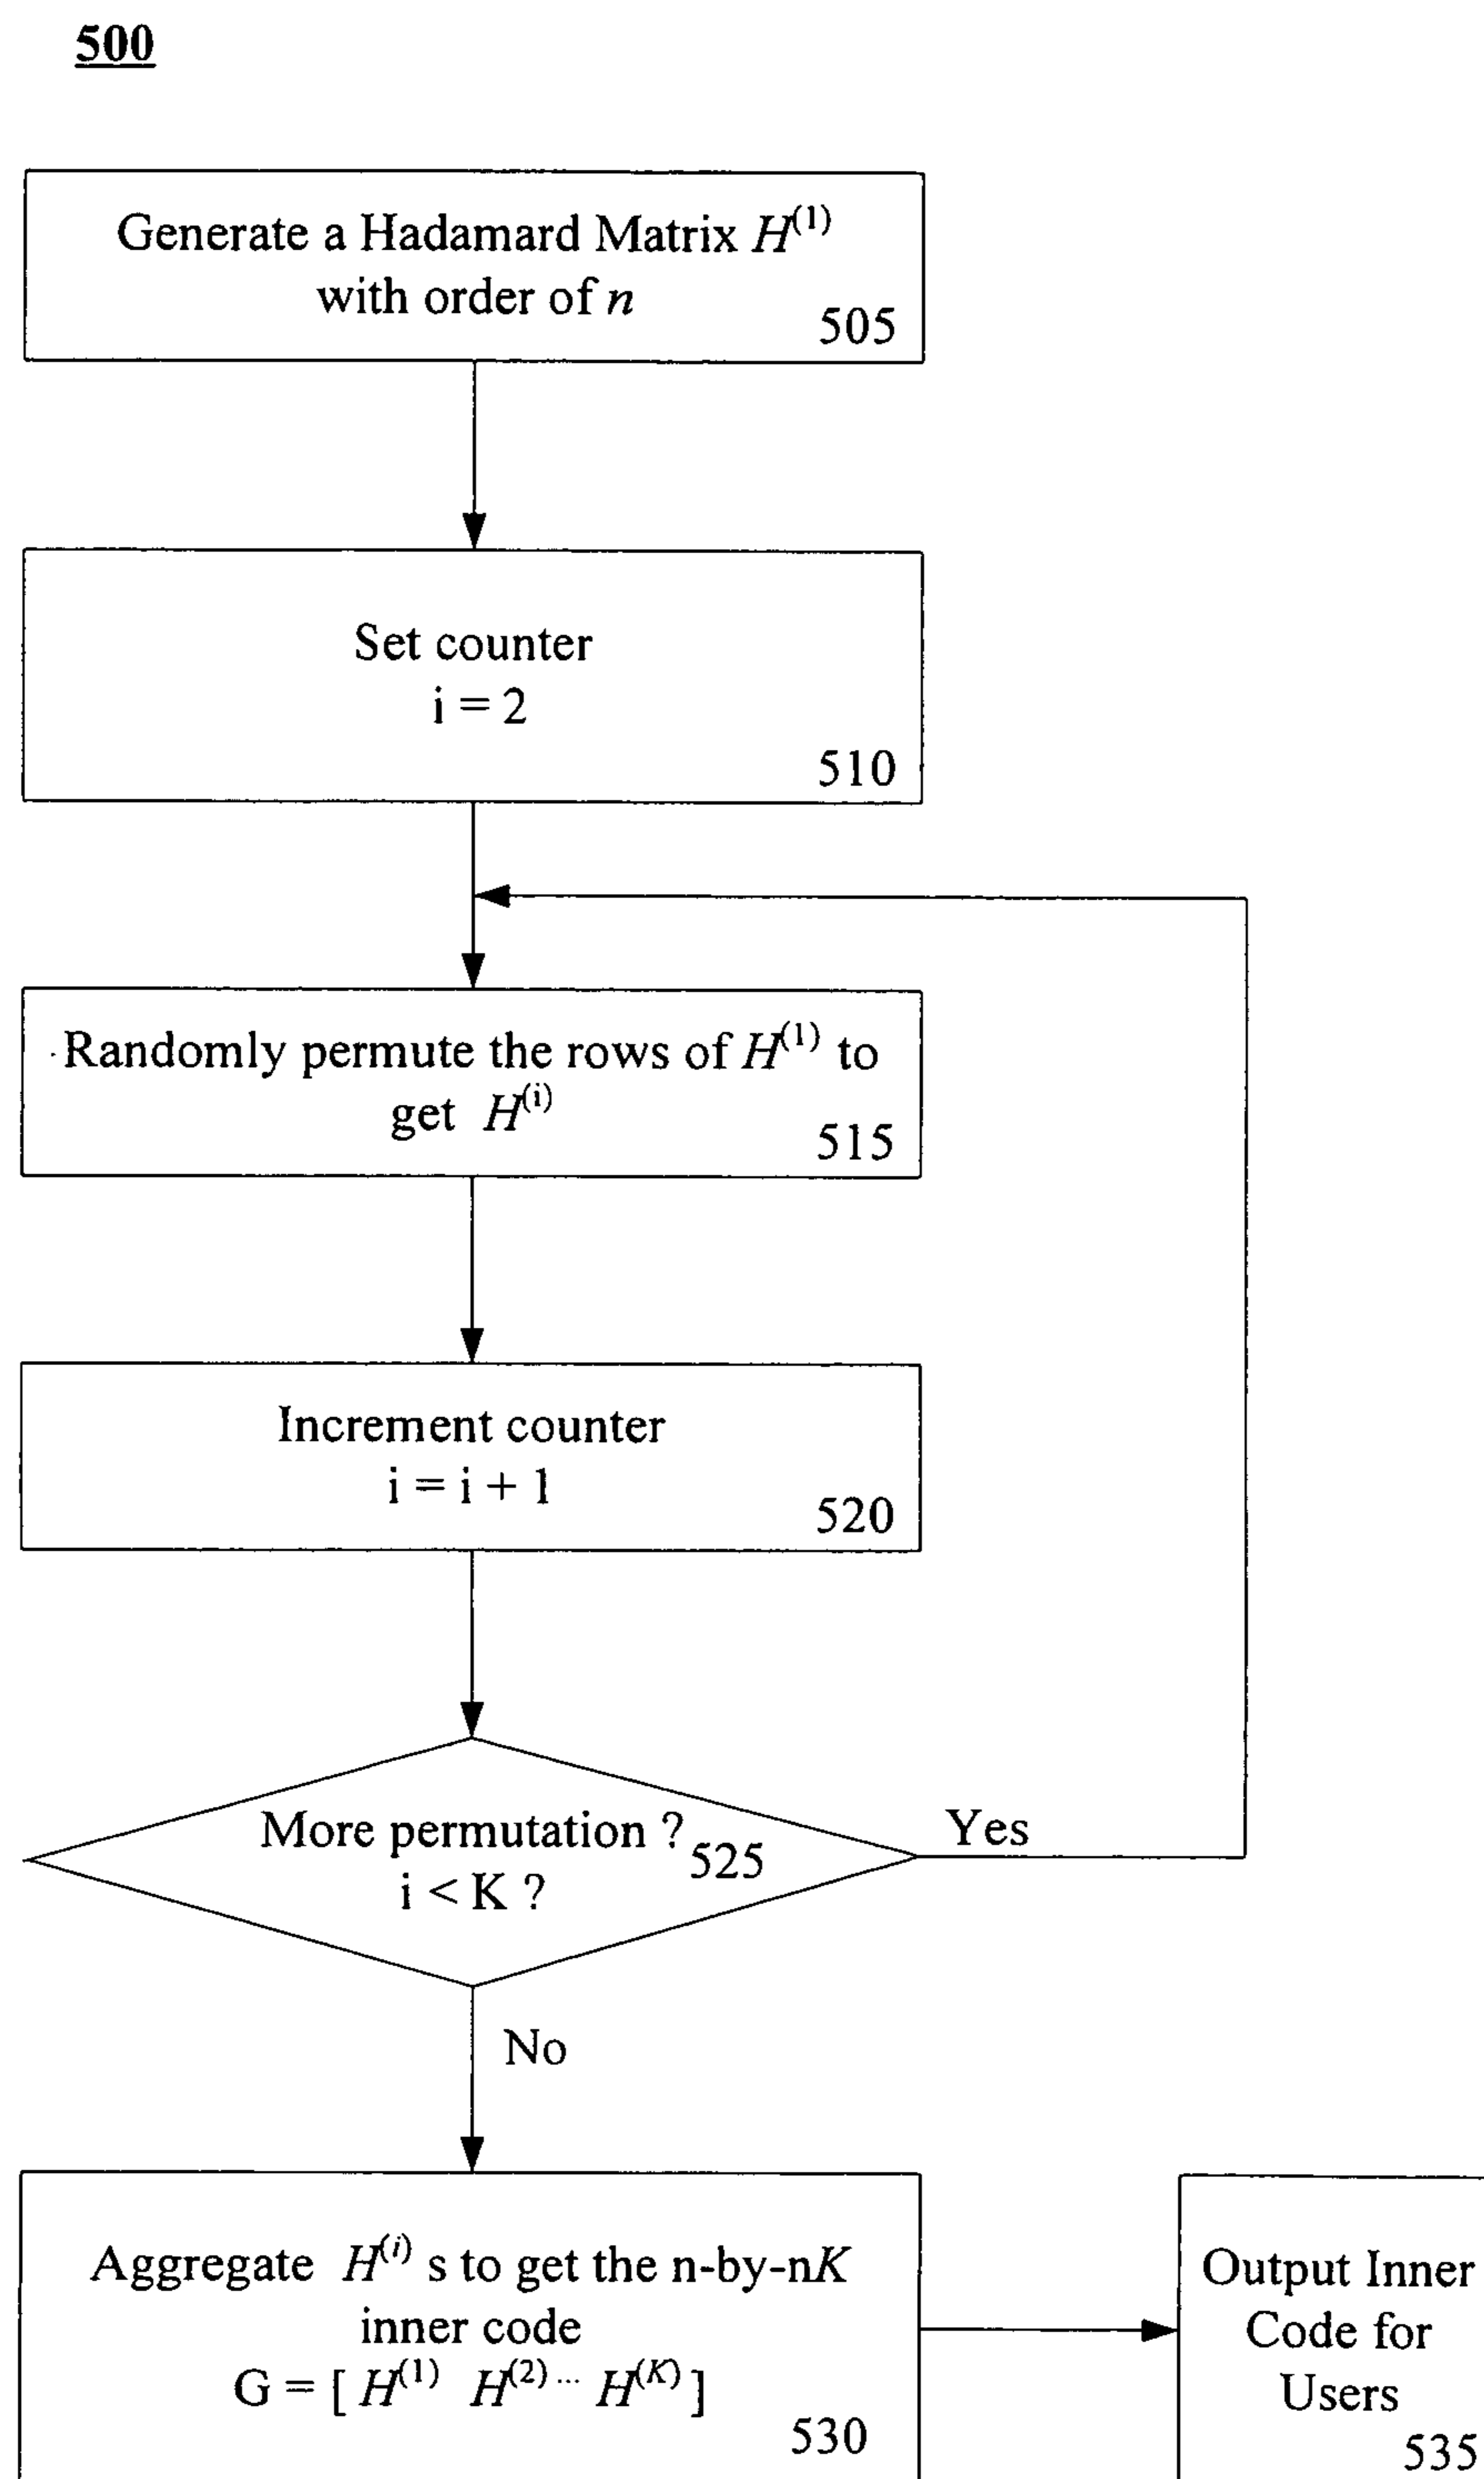 500
Generate a Hadamard Matrix H^(1)
with order of n
505
Set counter
i = 2
510
Randomly permute the rows of H^(1) to
get H^(i)
515
Increment counter
i = i + 1
520
More permutation ?
i < K ?
525
Yes
No
Aggregate H^(i) s to get the n-by-nK
inner code
G = [ H^(1) H^(2) ... H^(K) ]
530
Output Inner
Code for
Users
535